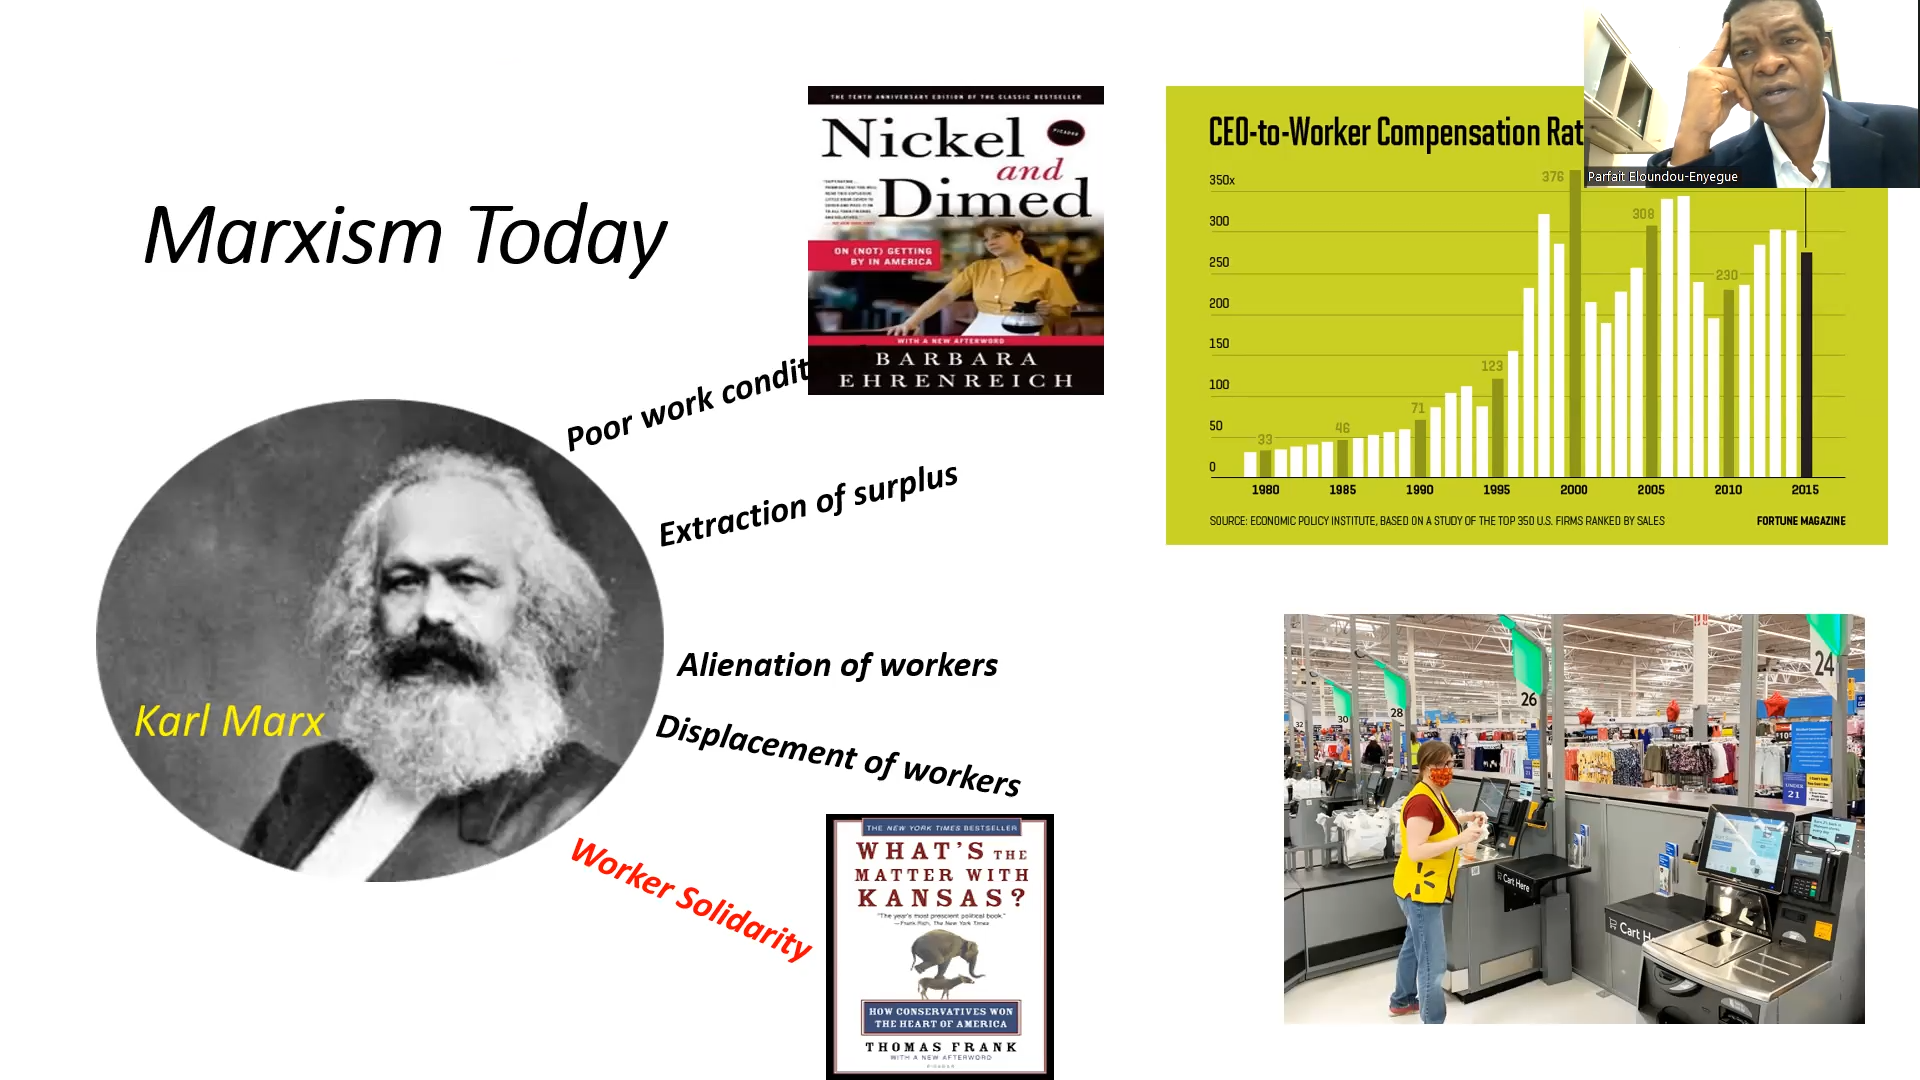 Marxism Today
Karl Marx
Poor work condit
Extraction of surplus
Alienation of workers
Displacement of workers
Worker Solidarity
THE TENTH ANNIVERSARY EDITION OF THE CLASSIC BESTSELLER
Nickel
and
Dimed
PICADOR
ON (NOT) GETTING
BY IN AMERICA
WITH A NEW AFTERWORD
BARBARA
EHRENREICH
CEO-to-Worker Compensation Rat
350x
300
250
200
150
100
50
0
33
46
71
123
376
308
230
1980 1985 1990 1995 2000 2005 2010 2015
SOURCE: ECONOMIC POLICY INSTITUTE, BASED ON A STUDY OF THE TOP 350 U.S. FIRMS RANKED BY SALES
FORTUNE MAGAZINE
Parfait Eloundou-Enyegue
THE NEW YORK TIMES BESTSELLER
WHAT'S THE
MATTER WITH
KANSAS?
"The year's most prescient political book."
—Frank Rich, The New York Times
HOW CONSERVATIVES WON
THE HEART OF AMERICA
THOMAS FRANK
WITH A NEW AFTERWORD
PICADOR
32
30
28
26
24
UNDER
21
Cart Here
Cart H